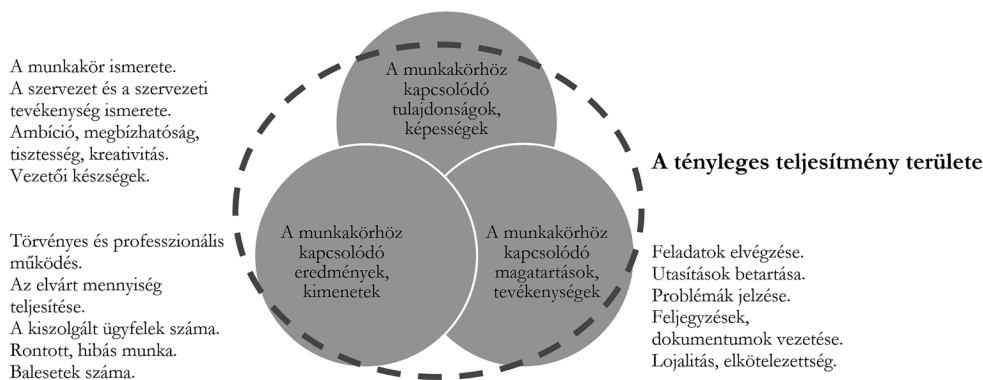 A munkakör ismerete.
A szervezet és a szervezeti
tevékenység ismerete.
Ambíció, megbízhatóság,
tisztesség, kreativitás.
Vezetői készségek.
A munkakörhöz
kapcsolódó
tulajdonságok,
képességek
A tényleges teljesítmény területe
Törvényes és professzionális
működés.
Az elvárt mennyiség
teljesítése.
A kiszolgált ügyfelek száma.
Rontott, hibás munka.
Balesetek száma.
A munkakörhöz
kapcsolódó
eredmények,
kimenetek
A munkakörhöz
kapcsolódó
magatartások,
tevékenységek
Feladatok elvégzése.
Utasítások betartása.
Problémák jelzése.
Feljegyzések,
dokumentumok vezetése.
Lojalitás, elkötelezettség.